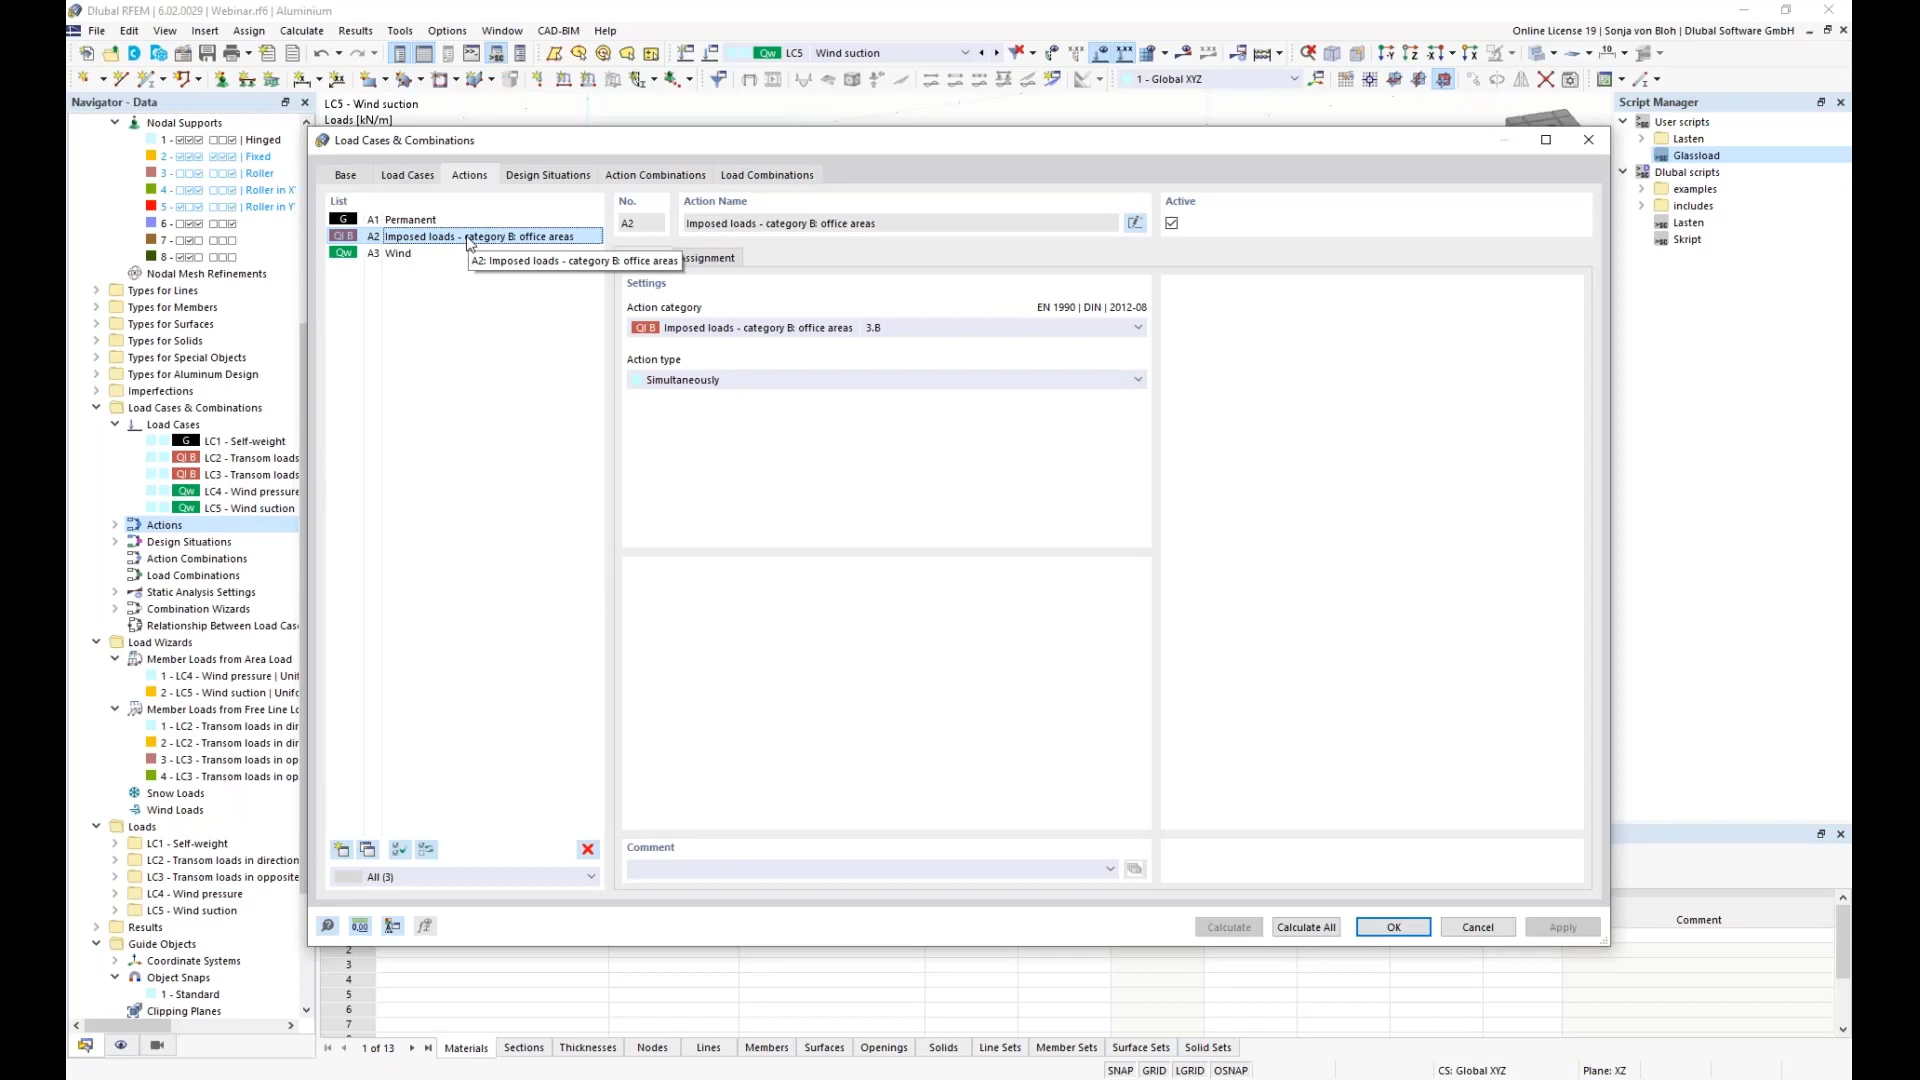 Dlubal RFEM | 6.02.0029 | Webinar.rf6 | Aluminium
File Edit View Insert Assign Calculate Results Tools Options Window CAD-BIM Help
Online License 19 | Sonja von Bloh | Dlubal Software GmbH
Qw LC5 Wind suction
1 - Global XYZ
Navigator - Data
LC5 - Wind suction
Loads [kN/m]
Nodal Supports
1 - Hinged
2 - Fixed
3 - Roller
4 - Roller in X'
5 - Roller in Y'
6 -
7 -
8 -
Nodal Mesh Refinements
Types for Lines
Types for Members
Types for Surfaces
Types for Solids
Types for Special Objects
Types for Aluminum Design
Imperfections
Load Cases & Combinations
Load Cases
G LC1 - Self-weight
QI B LC2 - Transom loads
QI B LC3 - Transom loads
Qw LC4 - Wind pressure
Qw LC5 - Wind suction
Actions
Design Situations
Action Combinations
Load Combinations
Static Analysis Settings
Combination Wizards
Relationship Between Load Cas
Load Wizards
Member Loads from Area Load
1 - LC4 - Wind pressure | Unif
2 - LC5 - Wind suction | Unifo
Member Loads from Free Line Lo
1 - LC2 - Transom loads in dir
2 - LC2 - Transom loads in dir
3 - LC3 - Transom loads in op
4 - LC3 - Transom loads in op
Snow Loads
Wind Loads
Loads
LC1 - Self-weight
LC2 - Transom loads in direction
LC3 - Transom loads in opposite
LC4 - Wind pressure
LC5 - Wind suction
Results
Guide Objects
Coordinate Systems
Object Snaps
1 - Standard
Clipping Planes
Load Cases & Combinations
Base Load Cases Actions Design Situations Action Combinations Load Combinations
List
G A1 Permanent
QI B A2 Imposed loads - category B: office areas
Qw A3 Wind
A2: Imposed loads - category B: office areas
All (3)
No.
A2
Action Name
Imposed loads - category B: office areas
Active
Assignment
Settings
Action category EN 1990 | DIN | 2012-08
QI B Imposed loads - category B: office areas 3.B
Action type
Simultaneously
Comment
Calculate Calculate All OK Cancel Apply
Script Manager
User scripts
Lasten
Glassload
Dlubal scripts
examples
includes
Lasten
Skript
Comment
2
3
4
5
6
7
1 of 13 Materials Sections Thicknesses Nodes Lines Members Surfaces Openings Solids Line Sets Member Sets Surface Sets Solid Sets
SNAP GRID LGRID OSNAP CS: Global XYZ Plane: XZ